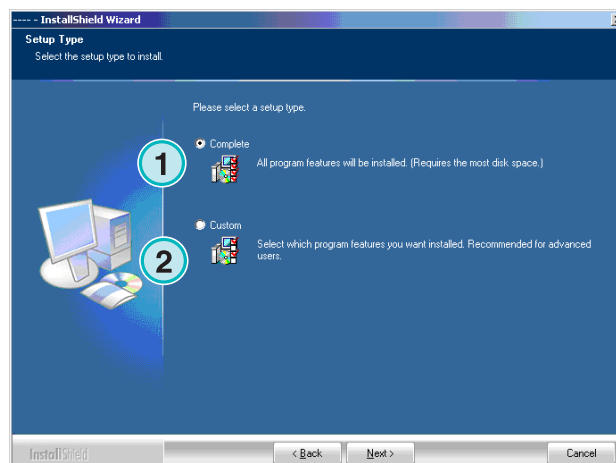 ---- - InstallShield Wizard
Setup Type
Select the setup type to install.
Please select a setup type.
Complete
1
All program features will be installed. (Requires the most disk space.)
Custom
2
Select which program features you want installed. Recommended for advanced
users.
InstallShield
< Back
Next >
Cancel